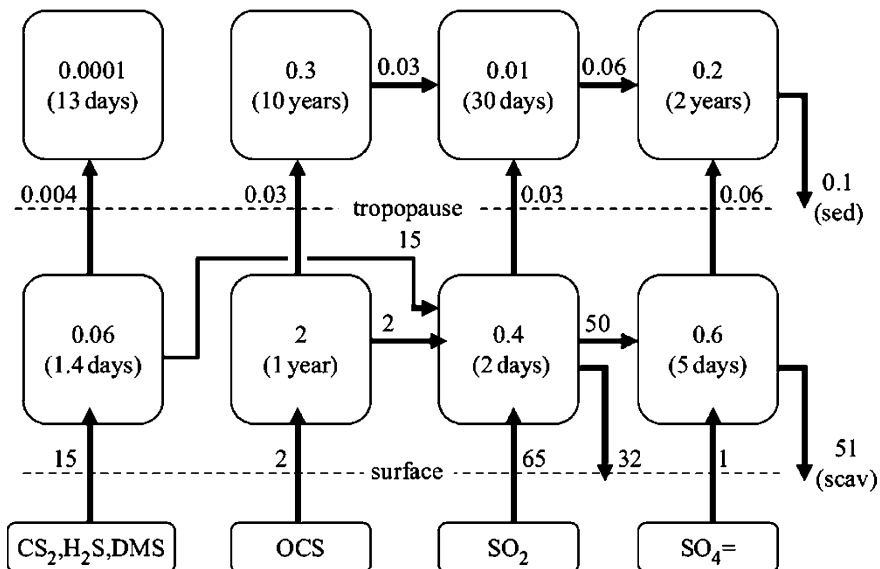 0.0001
(13 days)
0.3
(10 years)
0.03
0.01
(30 days)
0.06
0.2
(2 years)
0.004
0.03
tropopause
0.03
0.06
0.1
(sed)
15
0.06
(1.4 days)
2
(1 year)
2
0.4
(2 days)
50
0.6
(5 days)
15
2
surface
65
32
1
51
(scav)
CS₂,H₂S,DMS
OCS
SO₂
SO₄=